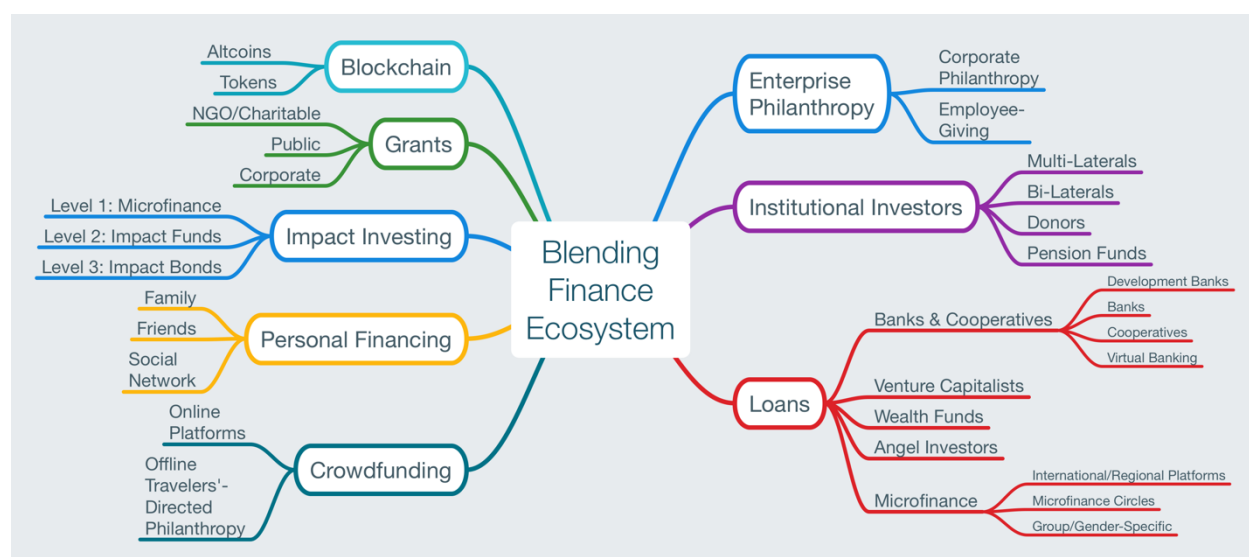 Blending
Finance
Ecosystem
Blockchain
Altcoins
Tokens
Grants
NGO/Charitable
Public
Corporate
Impact Investing
Level 1: Microfinance
Level 2: Impact Funds
Level 3: Impact Bonds
Personal Financing
Family
Friends
Social
Network
Crowdfunding
Online
Platforms
Offline
Travelers'-
Directed
Philanthropy
Enterprise
Philanthropy
Corporate
Philanthropy
Employee-
Giving
Institutional Investors
Multi-Laterals
Bi-Laterals
Donors
Pension Funds
Loans
Banks & Cooperatives
Development Banks
Banks
Cooperatives
Virtual Banking
Venture Capitalists
Wealth Funds
Angel Investors
Microfinance
International/Regional Platforms
Microfinance Circles
Group/Gender-Specific